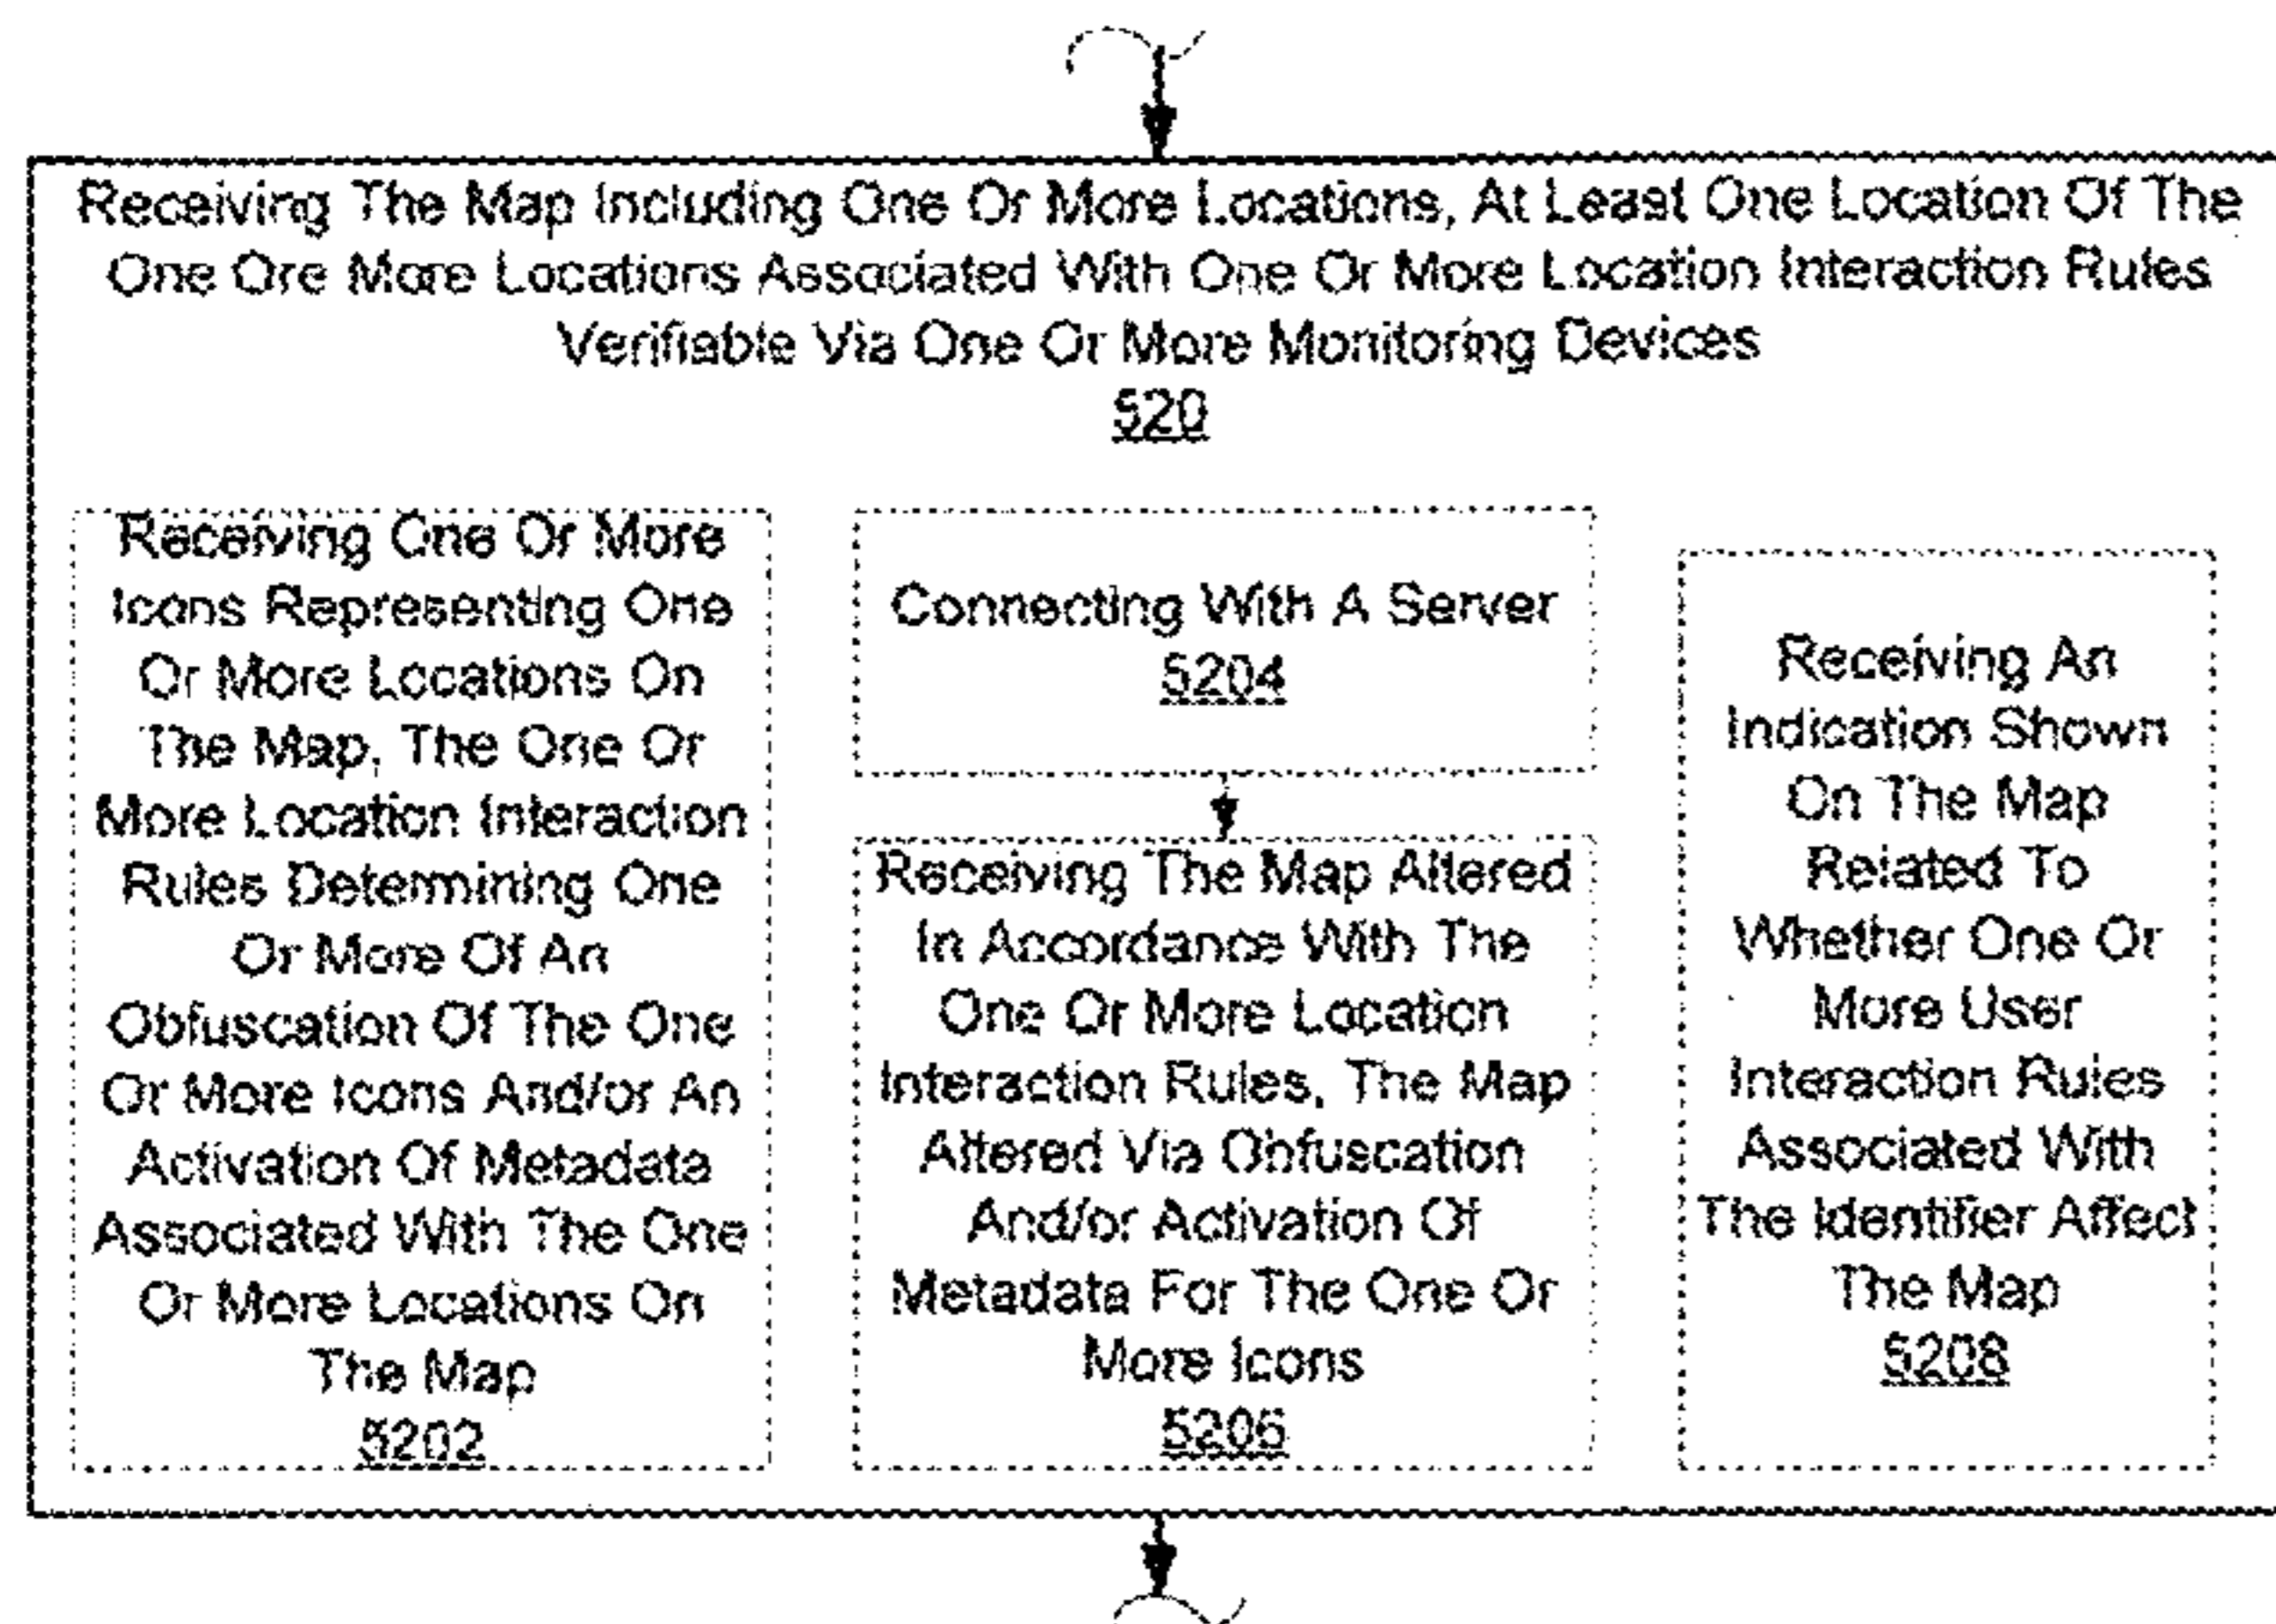 Receiving The Map Including One Or More Locations, At Least One Location Of The
One Ore More Locations Associated With One Or More Location Interaction Rules
Verifiable Via One Or More Monitoring Devices
520
Receiving One Or More
Icons Representing One
Or More Locations On
The Map, The One Or
More Location Interaction
Rules Determining One
Or More Of An
Obfuscation Of The One
Or More Icons And/or An
Activation Of Metadata
Associated With The One
Or More Locations On
The Map
5202
Connecting With A Server
5204
Receiving The Map Altered
In Accordance With The
One Or More Location
Interaction Rules, The Map
Altered Via Obfuscation
And/or Activation Of
Metadata For The One Or
More Icons
5206
Receiving An
Indication Shown
On The Map
Related To
Whether One Or
More User
Interaction Rules
Associated With
The Identifier Affect
The Map
5208